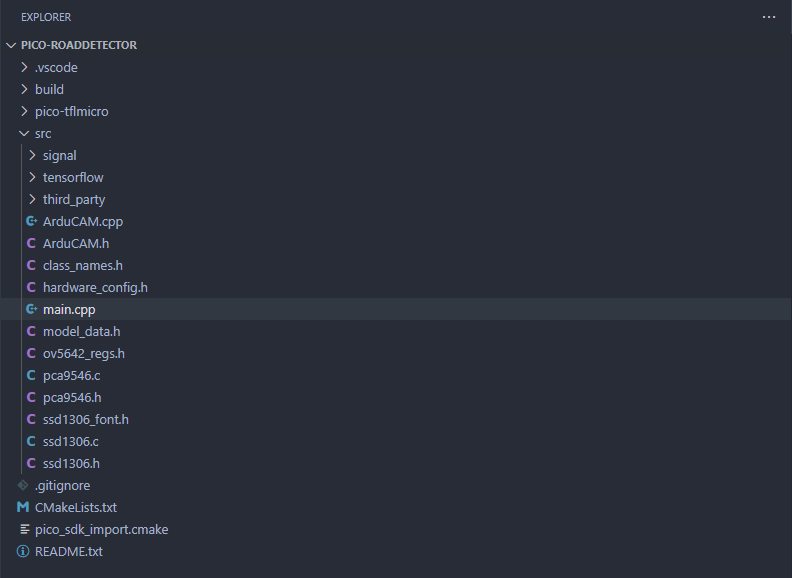 EXPLORER
PICO-ROADDETECTOR
.vscode
build
pico-tflmicro
src
signal
tensorflow
third_party
ArduCAM.cpp
ArduCAM.h
class_names.h
hardware_config.h
main.cpp
model_data.h
ov5642_regs.h
pca9546.c
pca9546.h
ssd1306_font.h
ssd1306.c
ssd1306.h
.gitignore
CMakeLists.txt
pico_sdk_import.cmake
README.txt